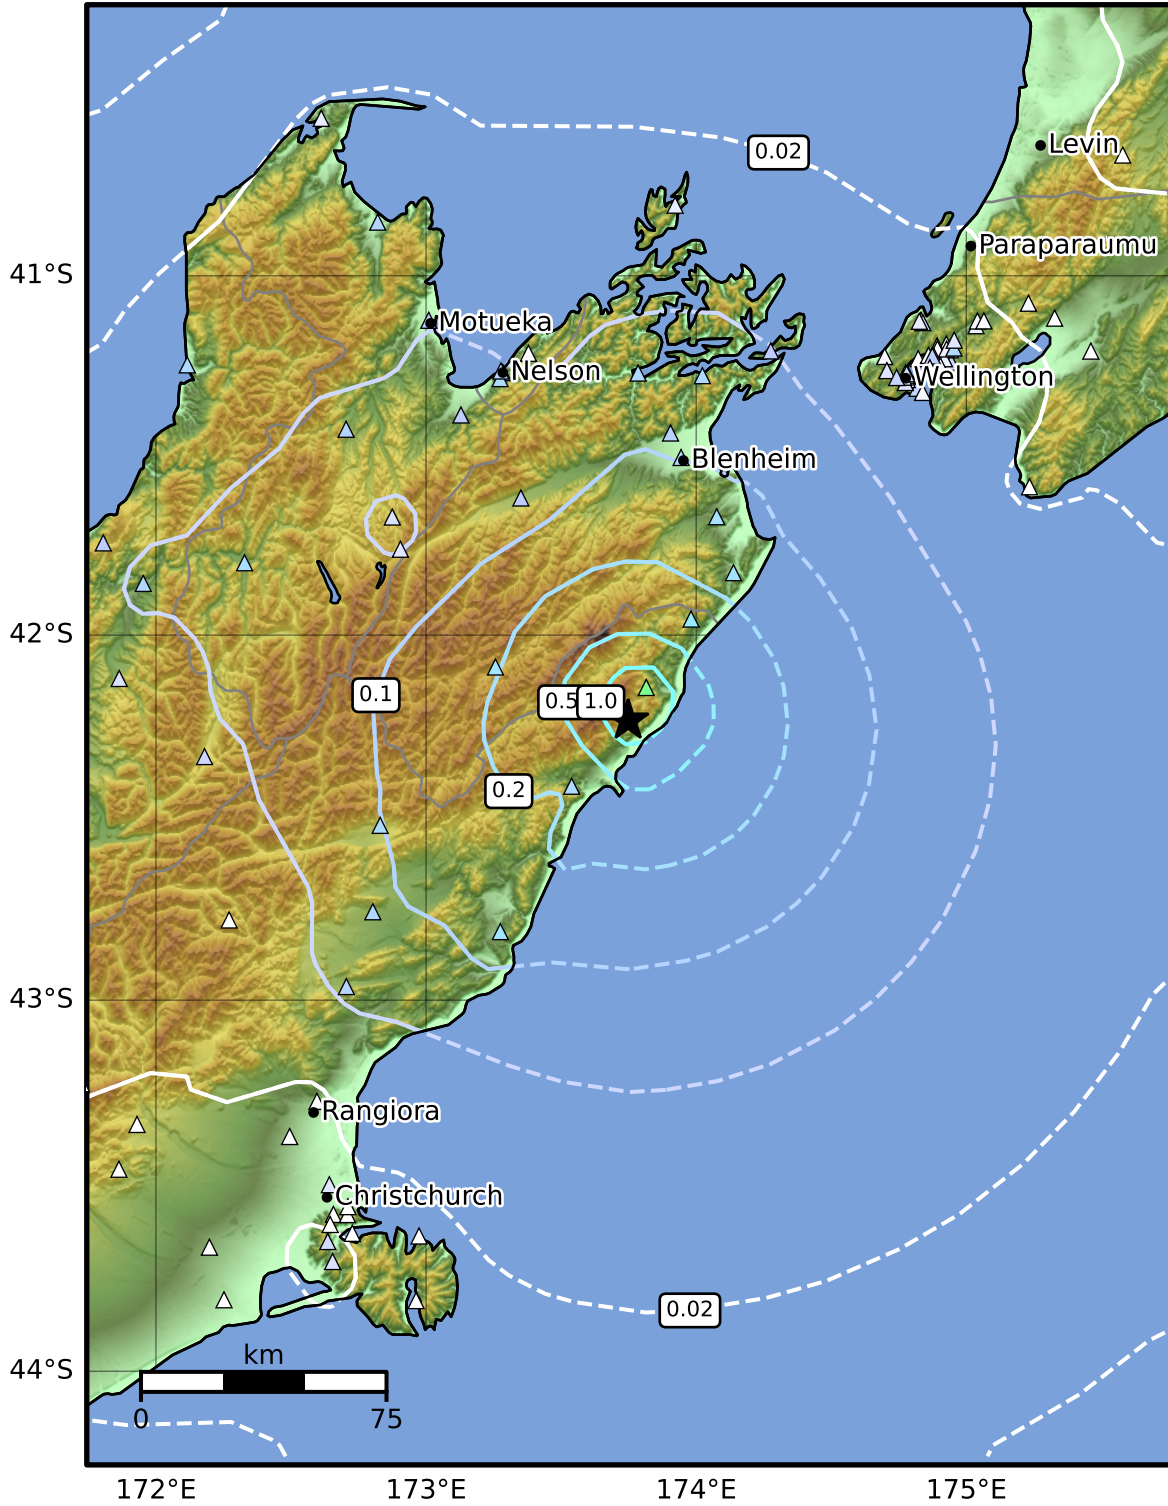 0.02
Levin
Paraparaumu
41°S
Motueka
Nelson
Wellington
Blenheim
42°S
0.1
0.5
1.0
0.2
43°S
Rangiora
Christchurch
0.02
44°S
km
0
75
172°E
173°E
174°E
175°E